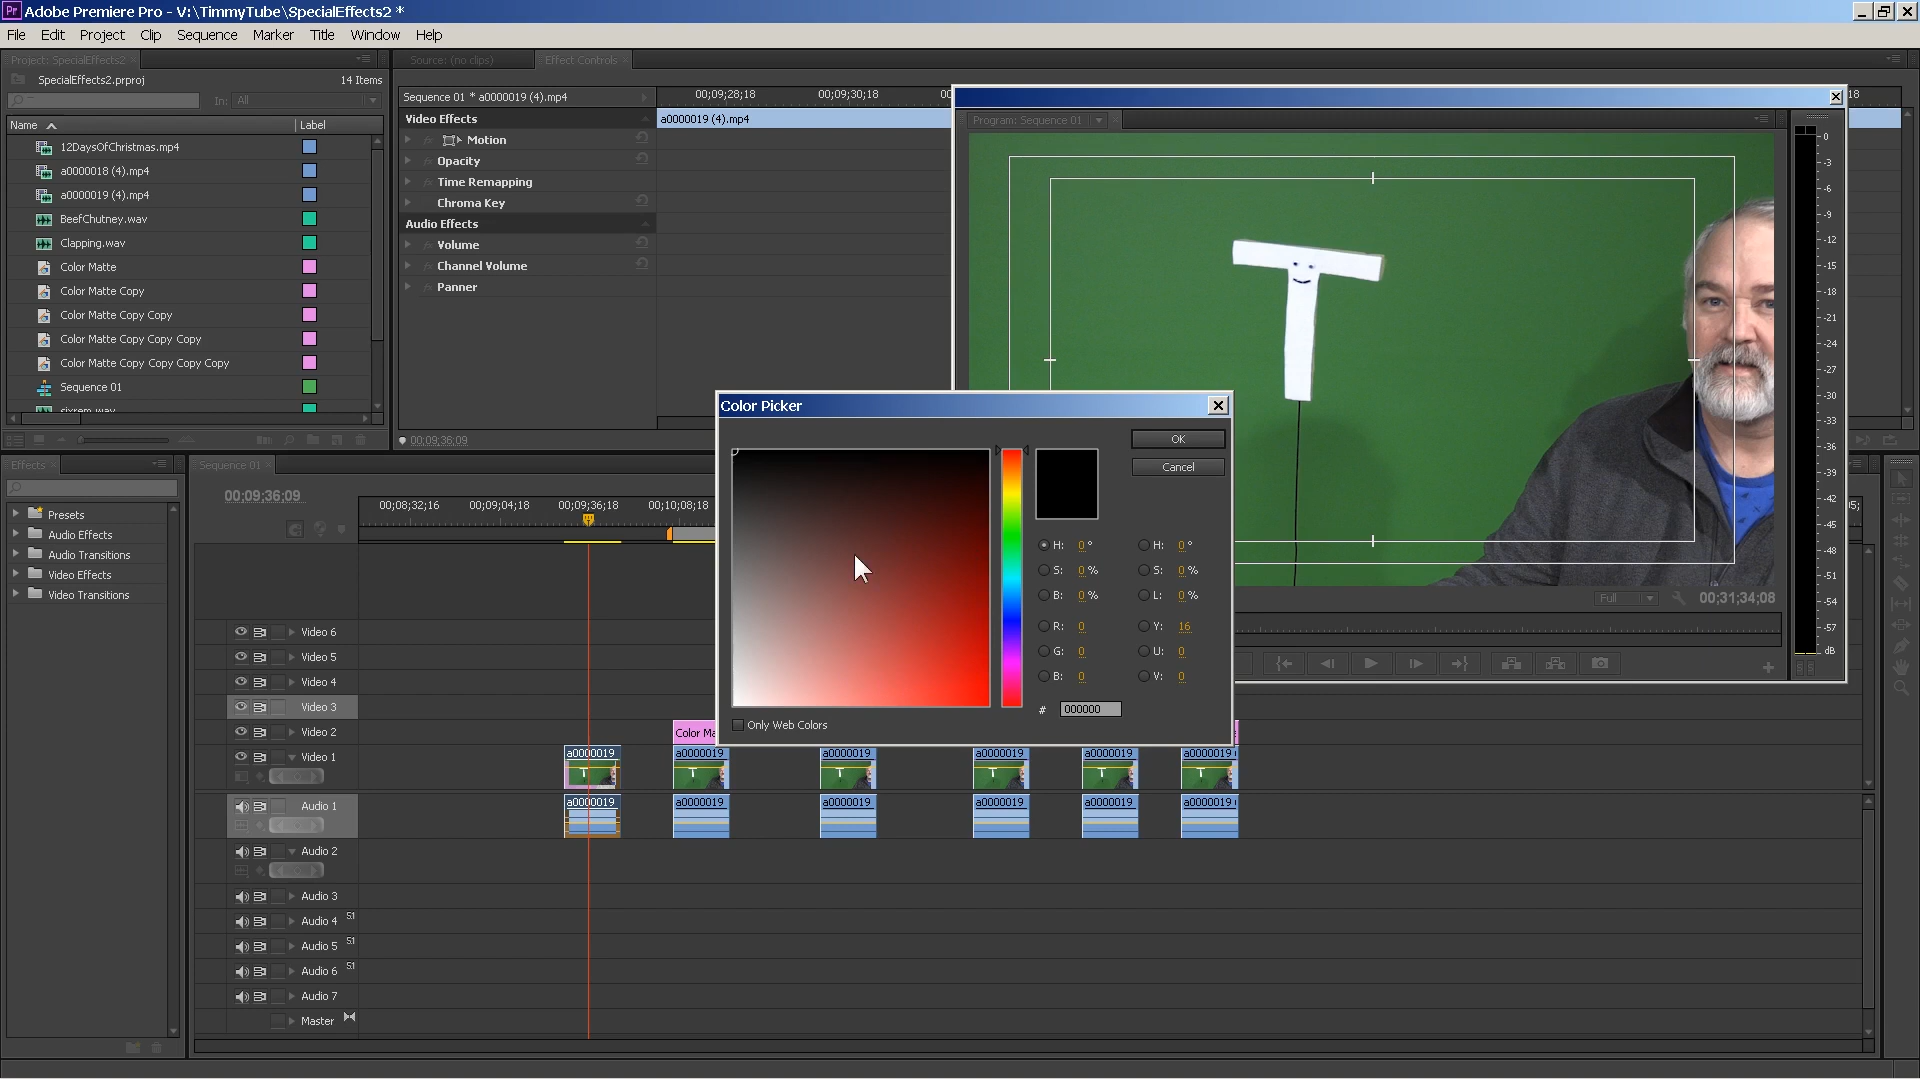 Adobe Premiere Pro - V:\TimmyTube\SpecialEffects2 *
File Edit Project Clip Sequence Marker Title Window Help
Project: SpecialEffects2
SpecialEffects2.prproj 14 Items
In: All
Name Label
12DaysOfChristmas.mp4
a0000018 (4).mp4
a0000019 (4).mp4
BeefChutney.wav
Clapping.wav
Color Matte
Color Matte Copy
Color Matte Copy Copy
Color Matte Copy Copy Copy
Color Matte Copy Copy Copy Copy
Sequence 01
Source: (no clips) Effect Controls
Sequence 01 * a0000019 (4).mp4
00;09;28;18 00;09;30;18
Video Effects
a0000019 (4).mp4
fx Motion
fx Opacity
fx Time Remapping
Chroma Key
Audio Effects
fx Volume
fx Channel Volume
Panner
00;09;36;09
Program: Sequence 01
Full 00;31;34;08
0
-3
-6
-9
-12
-15
-18
-21
-24
-27
-30
-33
-36
-39
-42
-45
-48
-51
-54
-57
dB
S S
Color Picker
OK
Cancel
H: 0 ° H: 0 °
S: 0 % S: 0 %
B: 0 % L: 0 %
R: 0 Y: 16
G: 0 U: 0
B: 0 V: 0
# 000000
Only Web Colors
Effects
Presets
Audio Effects
Audio Transitions
Video Effects
Video Transitions
Sequence 01
00;09;36;09
00;08;32;16 00;09;04;18 00;09;36;18 00;10;08;18
Video 6
Video 5
Video 4
Video 3
Video 2
Color Ma
Video 1
a0000019 a0000019 a0000019 a0000019 a0000019 a0000019
Audio 1
a0000019 a0000019 a0000019 a0000019 a0000019 a0000019
Audio 2
Audio 3
Audio 4 5.1
Audio 5 5.1
Audio 6 5.1
Audio 7
Master